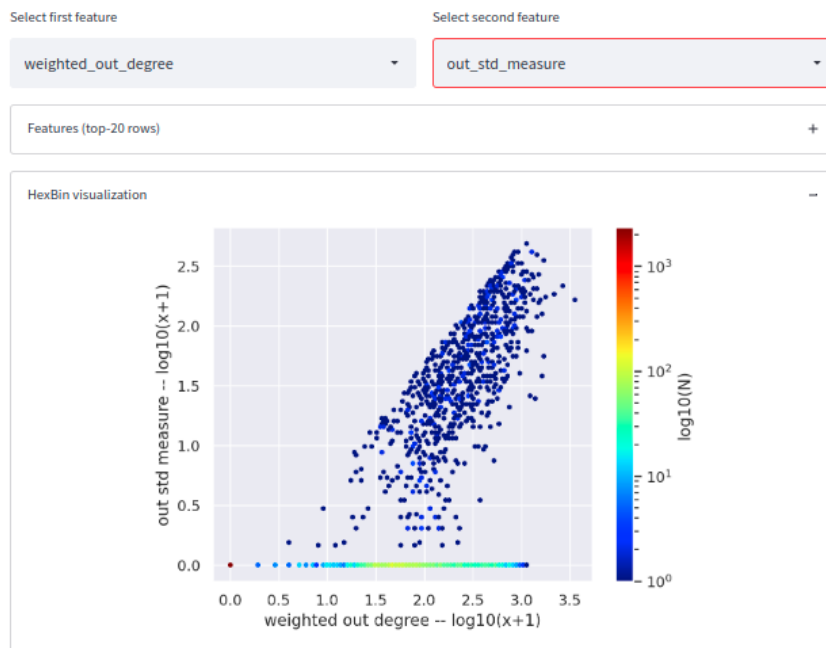 Select first feature
Select second feature
weighted_out_degree
out_std_measure
Features (top-20 rows)
+
HexBin visualization
−
out std measure -- log10(x+1)
2.5
2.0
1.5
1.0
0.5
0.0
0.0 0.5 1.0 1.5 2.0 2.5 3.0 3.5
weighted out degree -- log10(x+1)
10³
10²
10¹
10⁰
log10(N)